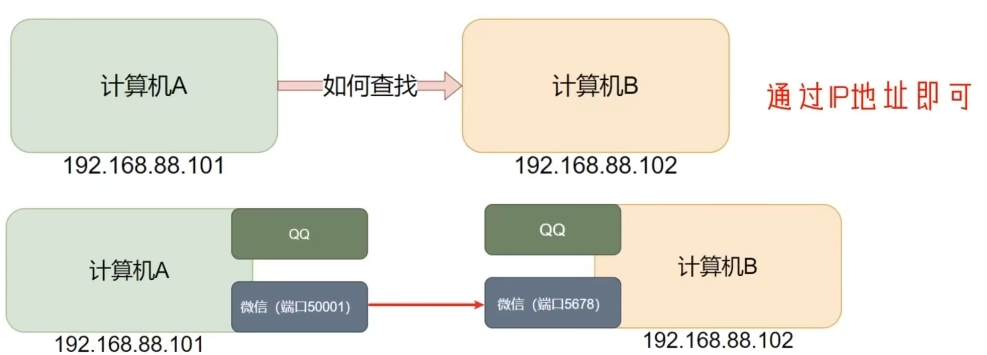 计算机A
如何查找
计算机B
通过IP地址即可
192.168.88.101
192.168.88.102
QQ
QQ
计算机A
计算机B
微信（端口50001）
微信（端口5678）
192.168.88.101
192.168.88.102